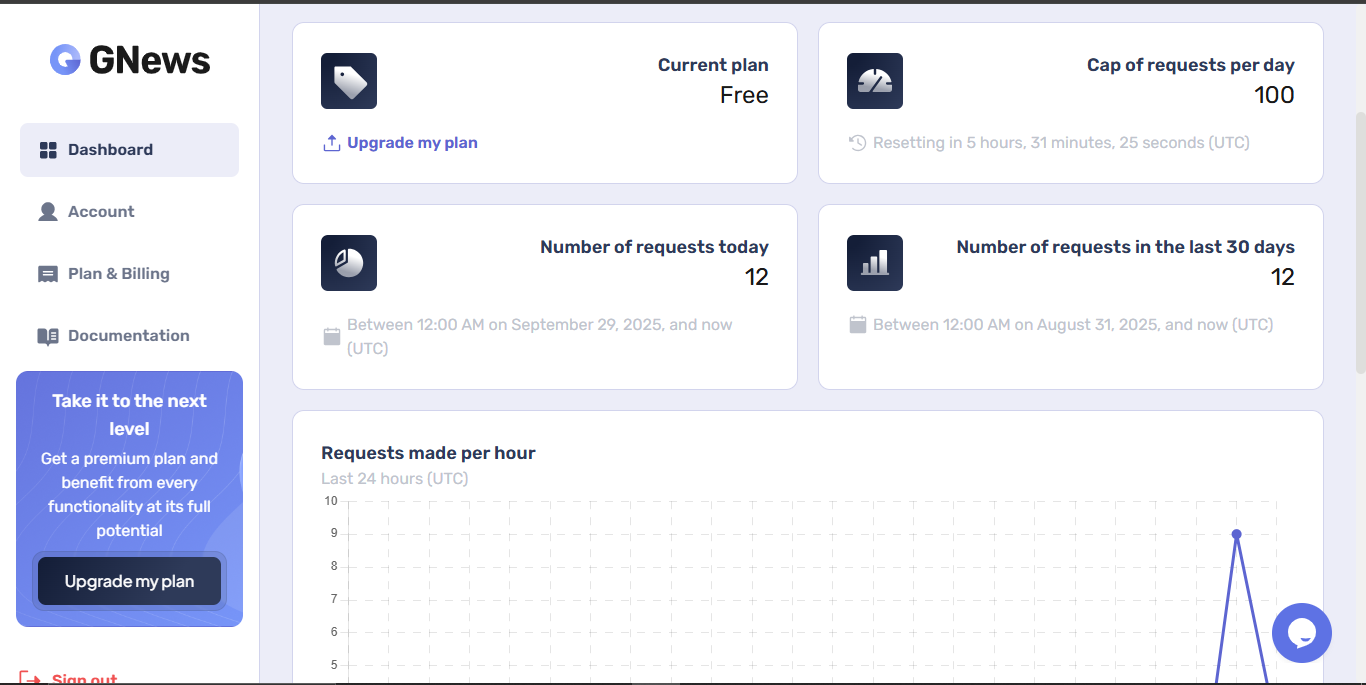 GNews
Dashboard
Account
Plan & Billing
Documentation
Take it to the next
level
Get a premium plan and
benefit from every
functionality at its full
potential
Upgrade my plan
Sign out
Current plan
Free
Upgrade my plan
Cap of requests per day
100
Resetting in 5 hours, 31 minutes, 25 seconds (UTC)
Number of requests today
12
Between 12:00 AM on September 29, 2025, and now
(UTC)
Number of requests in the last 30 days
12
Between 12:00 AM on August 31, 2025, and now (UTC)
Requests made per hour
Last 24 hours (UTC)
10
9
8
7
6
5